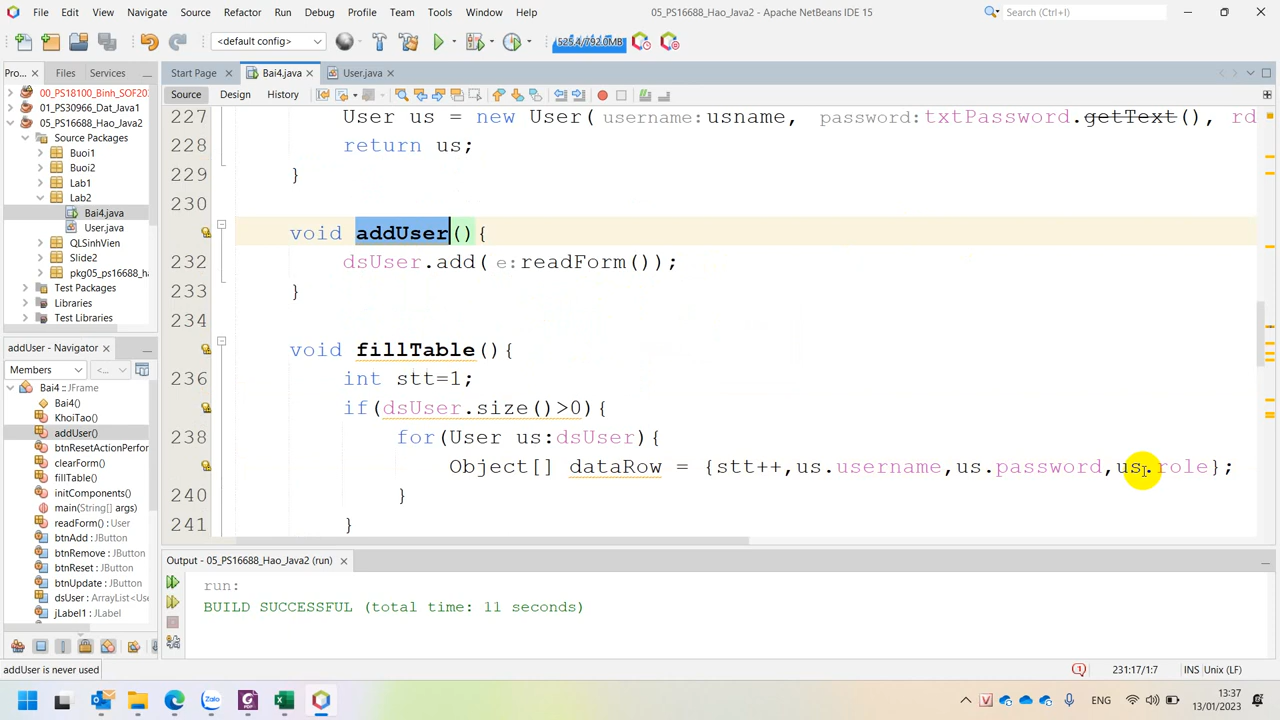 File Edit View Navigate Source Refactor Run Debug Profile Team Tools Window Help 05_PS16688_Hao_Java2 - Apache NetBeans IDE 15 Search (Ctrl+I)
<default config> 525.4/792.0MB
Pro... Files Services Start Page Bai4.java User.java
Source Design History
00_PS18100_Binh_SOF20
01_PS30966_Dat_Java1
05_PS16688_Hao_Java2
Source Packages
Buoi1
Buoi2
Lab1
Lab2
Bai4.java
User.java
QLSinhVien
Slide2
pkg05_ps16688_ha
Test Packages
Libraries
Test Libraries
227 User us = new User( username:usname, password:txtPassword.getText(), rd
228 return us;
229 }
230
void addUser(){
232 dsUser.add( e:readForm());
233 }
234
void fillTable(){
236 int stt=1;
if(dsUser.size()>0){
238 for(User us:dsUser){
Object[] dataRow = {stt++,us.username,us.password,us.role};
240 }
241 }
addUser - Navigator
Members <...
Bai4 :: JFrame
Bai4()
KhoiTao()
addUser()
btnResetActionPerfor
clearForm()
fillTable()
initComponents()
main(String[] args)
readForm() : User
btnAdd : JButton
btnRemove : JButton
btnReset : JButton
btnUpdate : JButton
dsUser : ArrayList<Use
jLabel1 : JLabel
Output - 05_PS16688_Hao_Java2 (run)
run:
BUILD SUCCESSFUL (total time: 11 seconds)
addUser is never used 1 231:17/1:7 INS Unix (LF)
Zalo ENG 13:37
13/01/2023